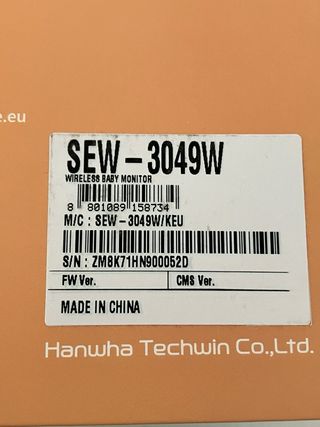 e.eu
SEW-3049W
WIRELESS BABY MONITOR
8 801089 158734
M/C : SEW-3049W/KEU
S/N : ZM8K71HN900052D
FW Ver. CMS Ver.
MADE IN CHINA
Hanwha Techwin Co.,Ltd.